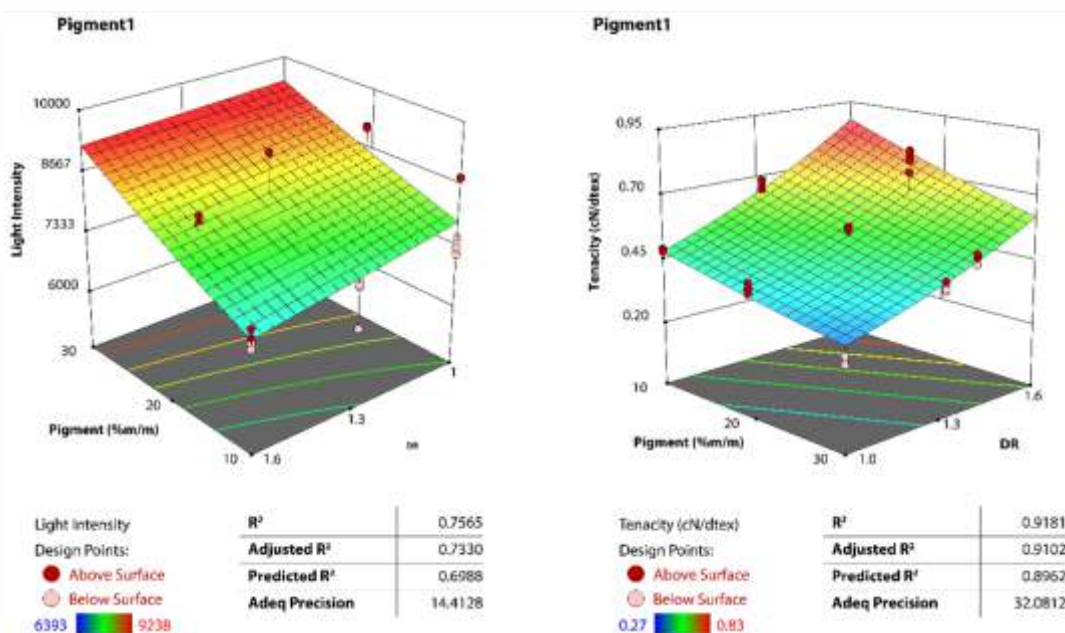 Pigment1
10000
8567
7333
6000
Light Intensity
30
20
10
Pigment (%m/m)
1.6
1.3
1
DR
Light Intensity
Design Points:
Above Surface
Below Surface
6393 9238
R² 0.7565
Adjusted R² 0.7330
Predicted R² 0.6988
Adeq Precision 14.4128
Pigment1
0.95
0.70
0.45
0.20
Tenacity (cN/dtex)
10
20
30
Pigment (%m/m)
1.0
1.3
1.6
DR
Tenacity (cN/dtex)
Design Points:
Above Surface
Below Surface
0.27 0.83
R² 0.9181
Adjusted R² 0.9102
Predicted R² 0.8962
Adeq Precision 32.0812